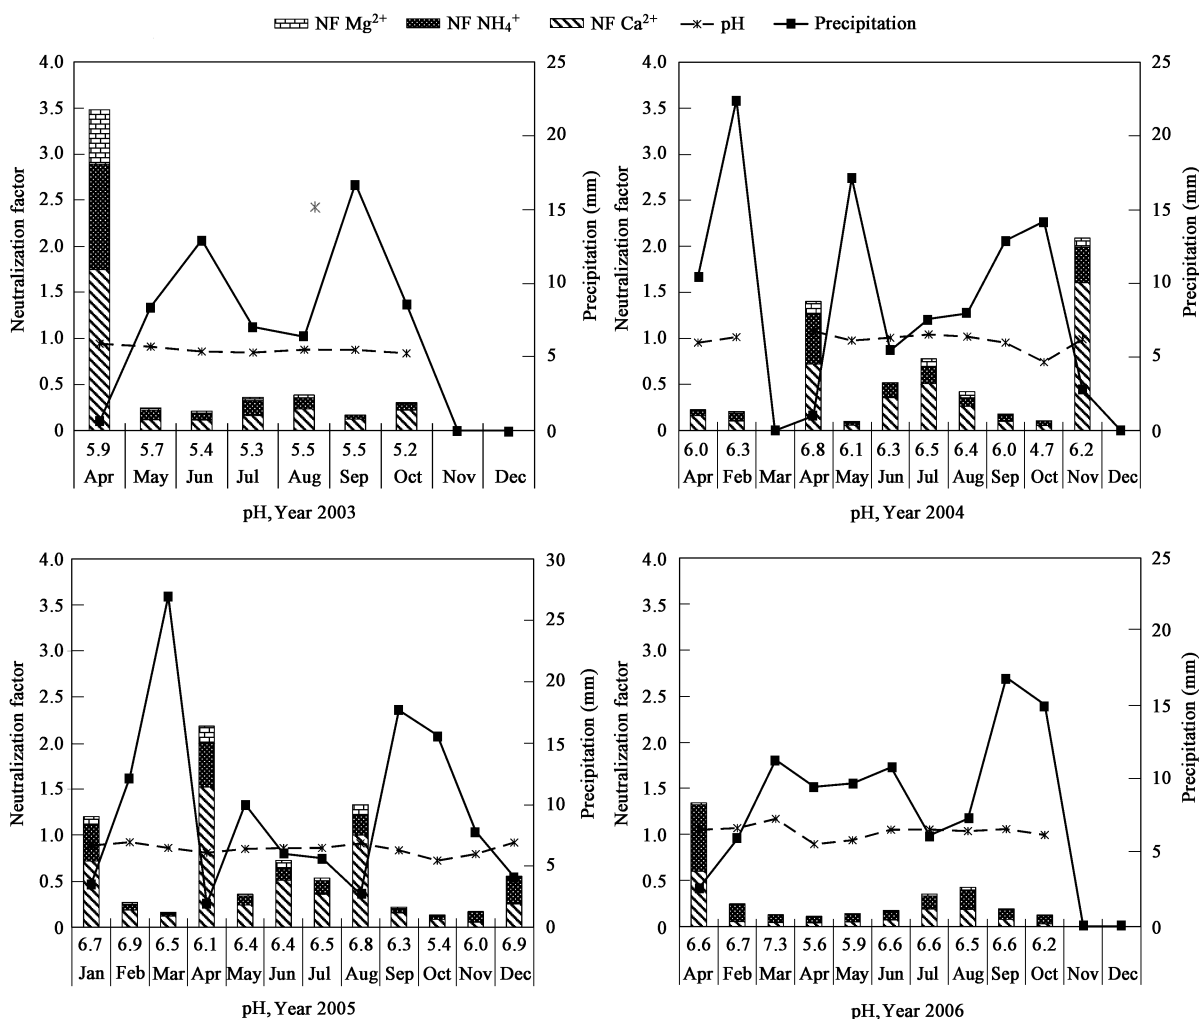 NF Mg2+ NF NH4+ NF Ca2+ pH Precipitation
Neutralization factor
4.0
3.5
3.0
2.5
2.0
1.5
1.0
0.5
0
25
20
15
10
5
0
Precipitation (mm)
5.9 5.7 5.4 5.3 5.5 5.5 5.2
Apr May Jun Jul Aug Sep Oct Nov Dec
pH, Year 2003
Neutralization factor
4.0
3.5
3.0
2.5
2.0
1.5
1.0
0.5
0
25
20
15
10
5
0
Precipitation (mm)
6.0 6.3 6.8 6.1 6.3 6.5 6.4 6.0 4.7 6.2
Apr Feb Mar Apr May Jun Jul Aug Sep Oct Nov Dec
pH, Year 2004
Neutralization factor
4.0
3.5
3.0
2.5
2.0
1.5
1.0
0.5
0
30
25
20
15
10
5
0
Precipitation (mm)
6.7 6.9 6.5 6.1 6.4 6.4 6.5 6.8 6.3 5.4 6.0 6.9
Jan Feb Mar Apr May Jun Jul Aug Sep Oct Nov Dec
pH, Year 2005
Neutralization factor
4.0
3.5
3.0
2.5
2.0
1.5
1.0
0.5
0
25
20
15
10
5
0
Precipitation (mm)
6.6 6.7 7.3 5.6 5.9 6.6 6.6 6.5 6.6 6.2
Apr Feb Mar Apr May Jun Jul Aug Sep Oct Nov Dec
pH, Year 2006